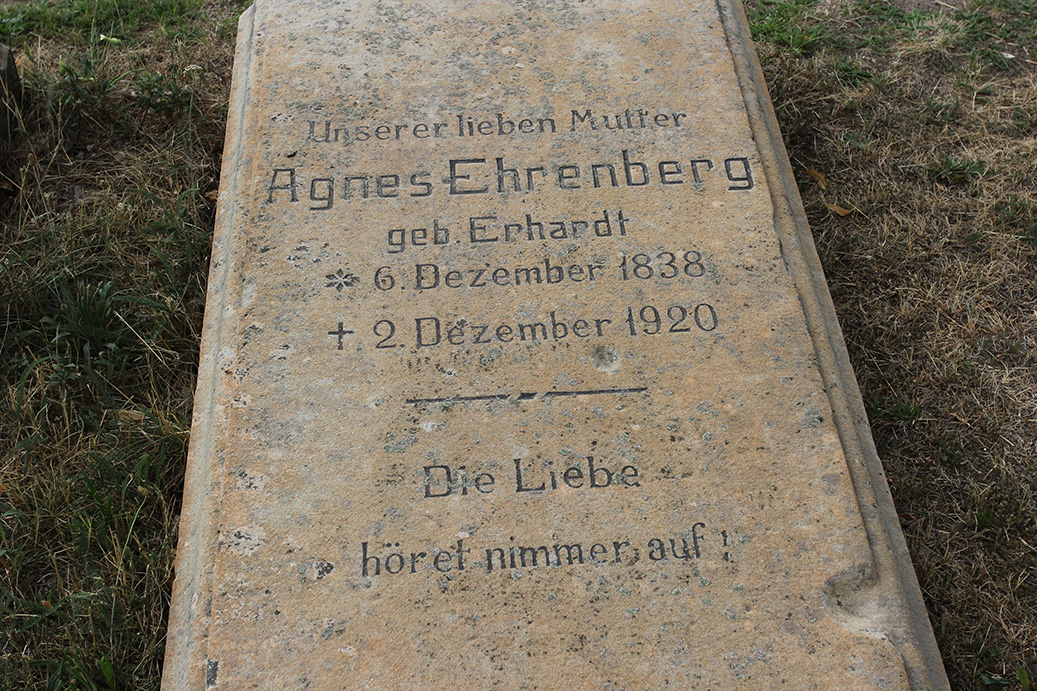 Unserer lieben Mutter
Agnes Ehrenberg
geb. Erhardt
* 6. Dezember 1838
+ 2. Dezember 1920
Die Liebe
höret nimmer auf!